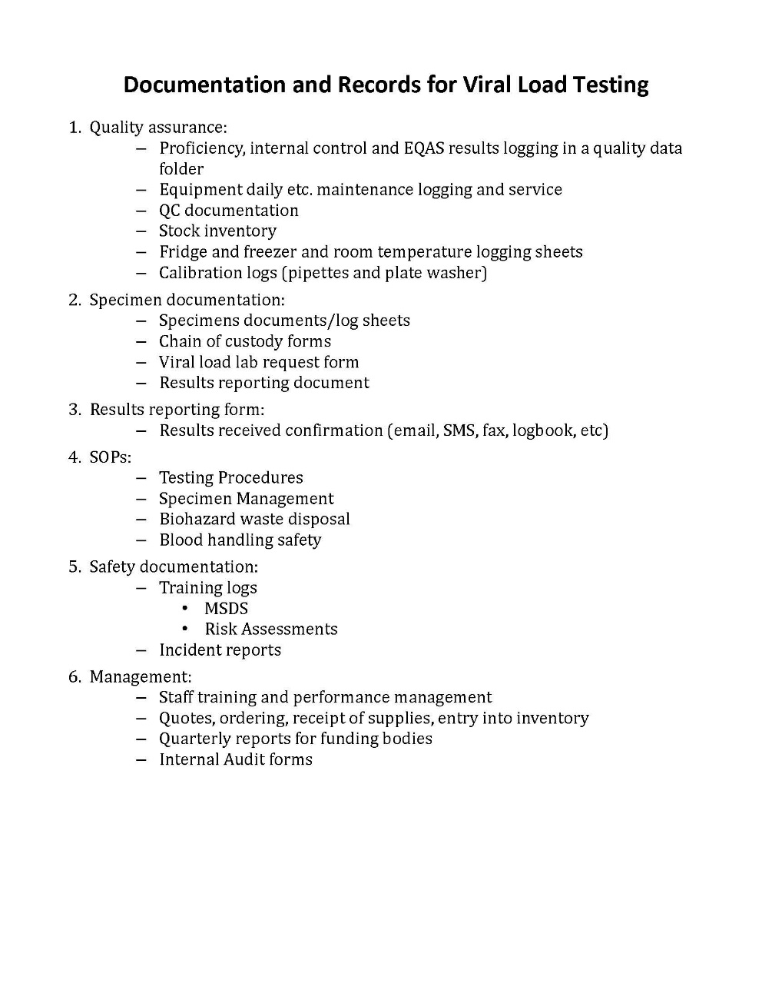 Documentation and Records for Viral Load Testing
1. Quality assurance:
– Proficiency, internal control and EQAS results logging in a quality data
folder
– Equipment daily etc. maintenance logging and service
– QC documentation
– Stock inventory
– Fridge and freezer and room temperature logging sheets
– Calibration logs (pipettes and plate washer)
2. Specimen documentation:
– Specimens documents/log sheets
– Chain of custody forms
– Viral load lab request form
– Results reporting document
3. Results reporting form:
– Results received confirmation (email, SMS, fax, logbook, etc)
4. SOPs:
– Testing Procedures
– Specimen Management
– Biohazard waste disposal
– Blood handling safety
5. Safety documentation:
– Training logs
• MSDS
• Risk Assessments
– Incident reports
6. Management:
– Staff training and performance management
– Quotes, ordering, receipt of supplies, entry into inventory
– Quarterly reports for funding bodies
– Internal Audit forms